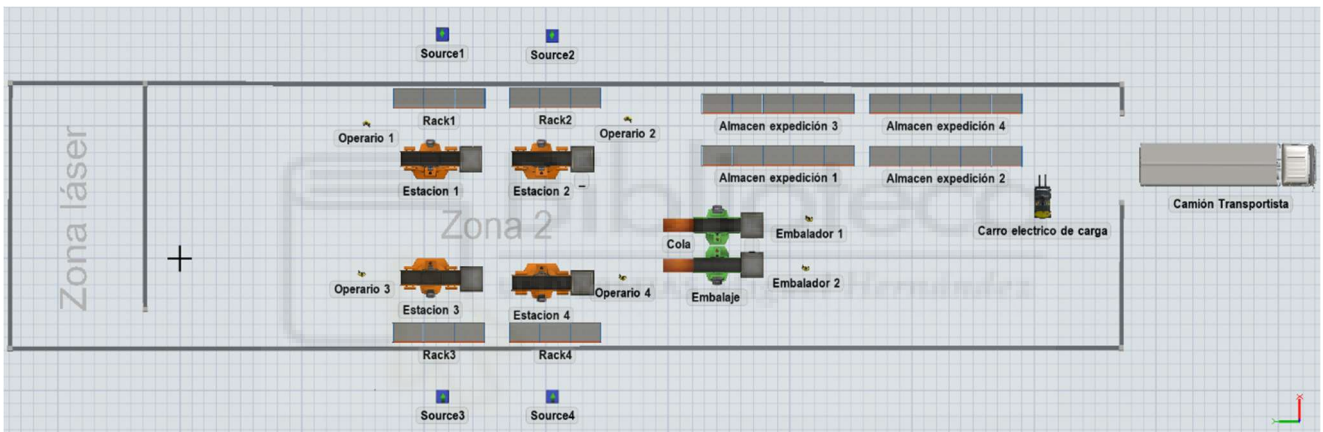 Source1
Source2
Rack1
Rack2
Operario 1
Operario 2
Almacen expedición 3
Almacen expedición 4
Estacion 1
Estacion 2
Almacen expedición 1
Almacen expedición 2
Camión Transportista
Zona láser
Zona 2
Biblioteca
Cola
Embalador 1
Carro electrico de carga
Operario 3
Operario 4
Embalador 2
Estacion 3
Estacion 4
Embalaje
Rack3
Rack4
Source3
Source4